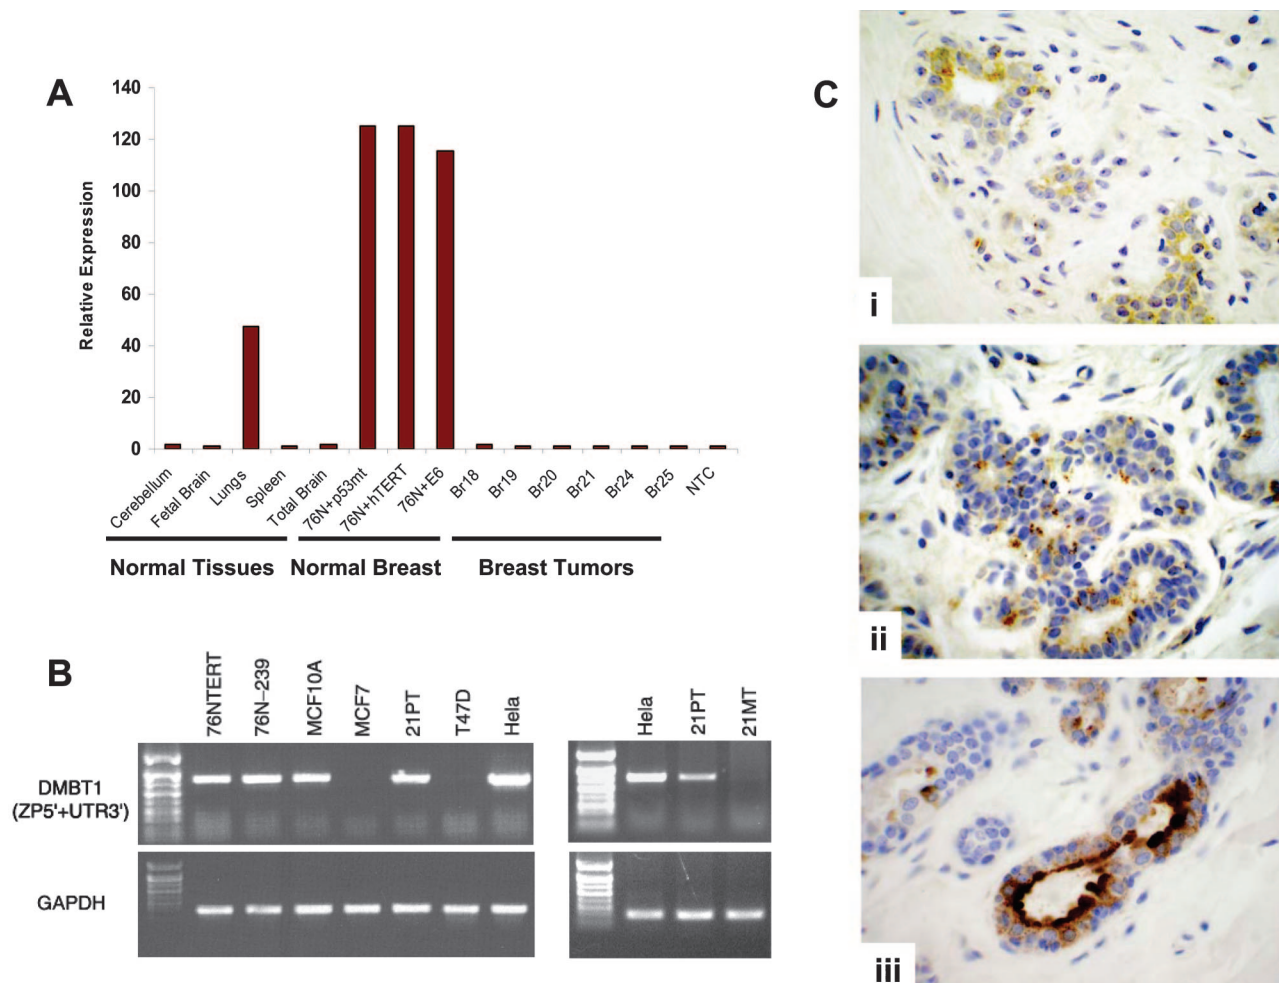 A
140
120
100
80
60
40
20
0
Relative Expression
Cerebellum
Fetal Brain
Lungs
Spleen
Total Brain
76N+p53mt
76N+hTERT
76N+E6
Br18
Br19
Br20
Br21
Br24
Br25
NTC
Normal Tissues
Normal Breast
Breast Tumors
B
76NTERT
76N–239
MCF10A
MCF7
21PT
T47D
Hela
Hela
21PT
21MT
DMBT1
(ZP5'+UTR3')
GAPDH
C
i
ii
iii